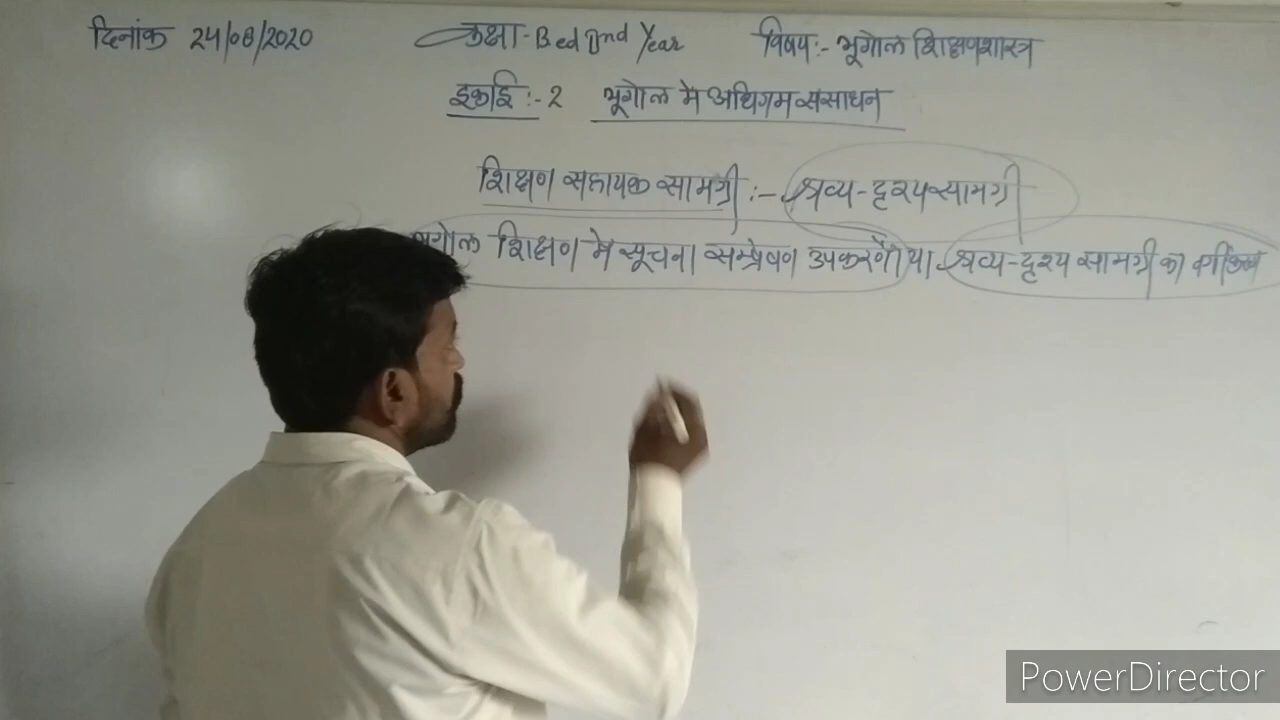 दिनांक 24/08/2020 कक्षा - Bed IInd Year विषय:- भूगोल शिक्षणशास्त्र
इकाई :- 2 भूगोल मे अधिगम संसाधन
शिक्षण सहायक सामग्री :- श्रव्य-दृश्य सामग्री
भूगोल शिक्षण मे सूचना सम्प्रेषण उपकरणों या श्रव्य-दृश्य सामग्री का
PowerDirector